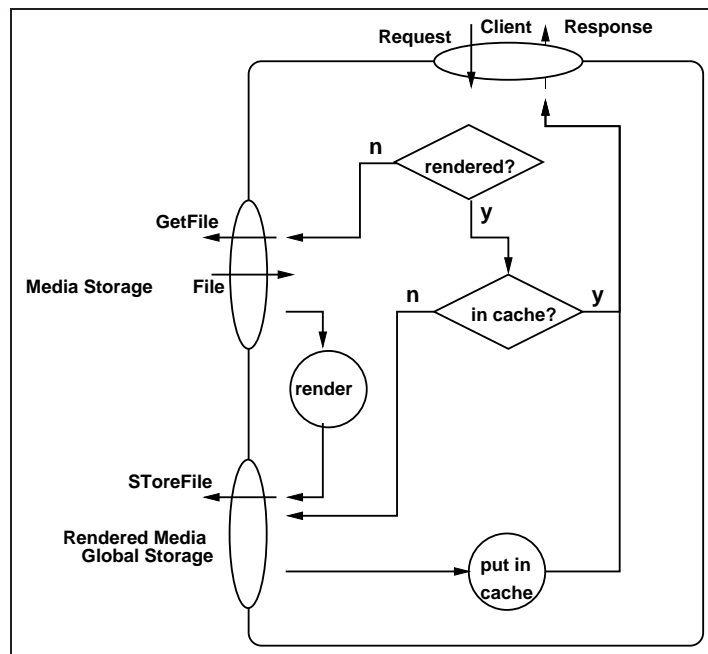 Client
Request
Response
n
rendered?
y
GetFile
Media Storage
File
n
in cache?
y
render
SToreFile
Rendered Media
Global Storage
put in
cache